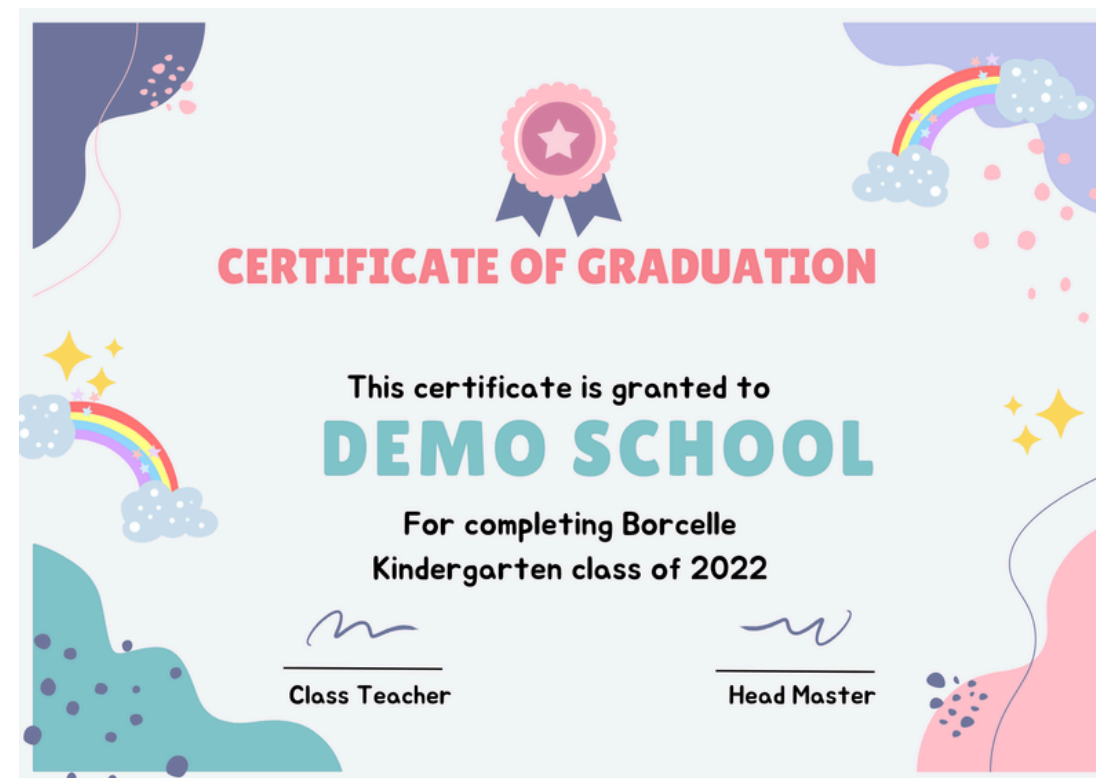 CERTIFICATE OF GRADUATION
This certificate is granted to
DEMO SCHOOL
For completing Borcelle
Kindergarten class of 2022
Class Teacher
Head Master